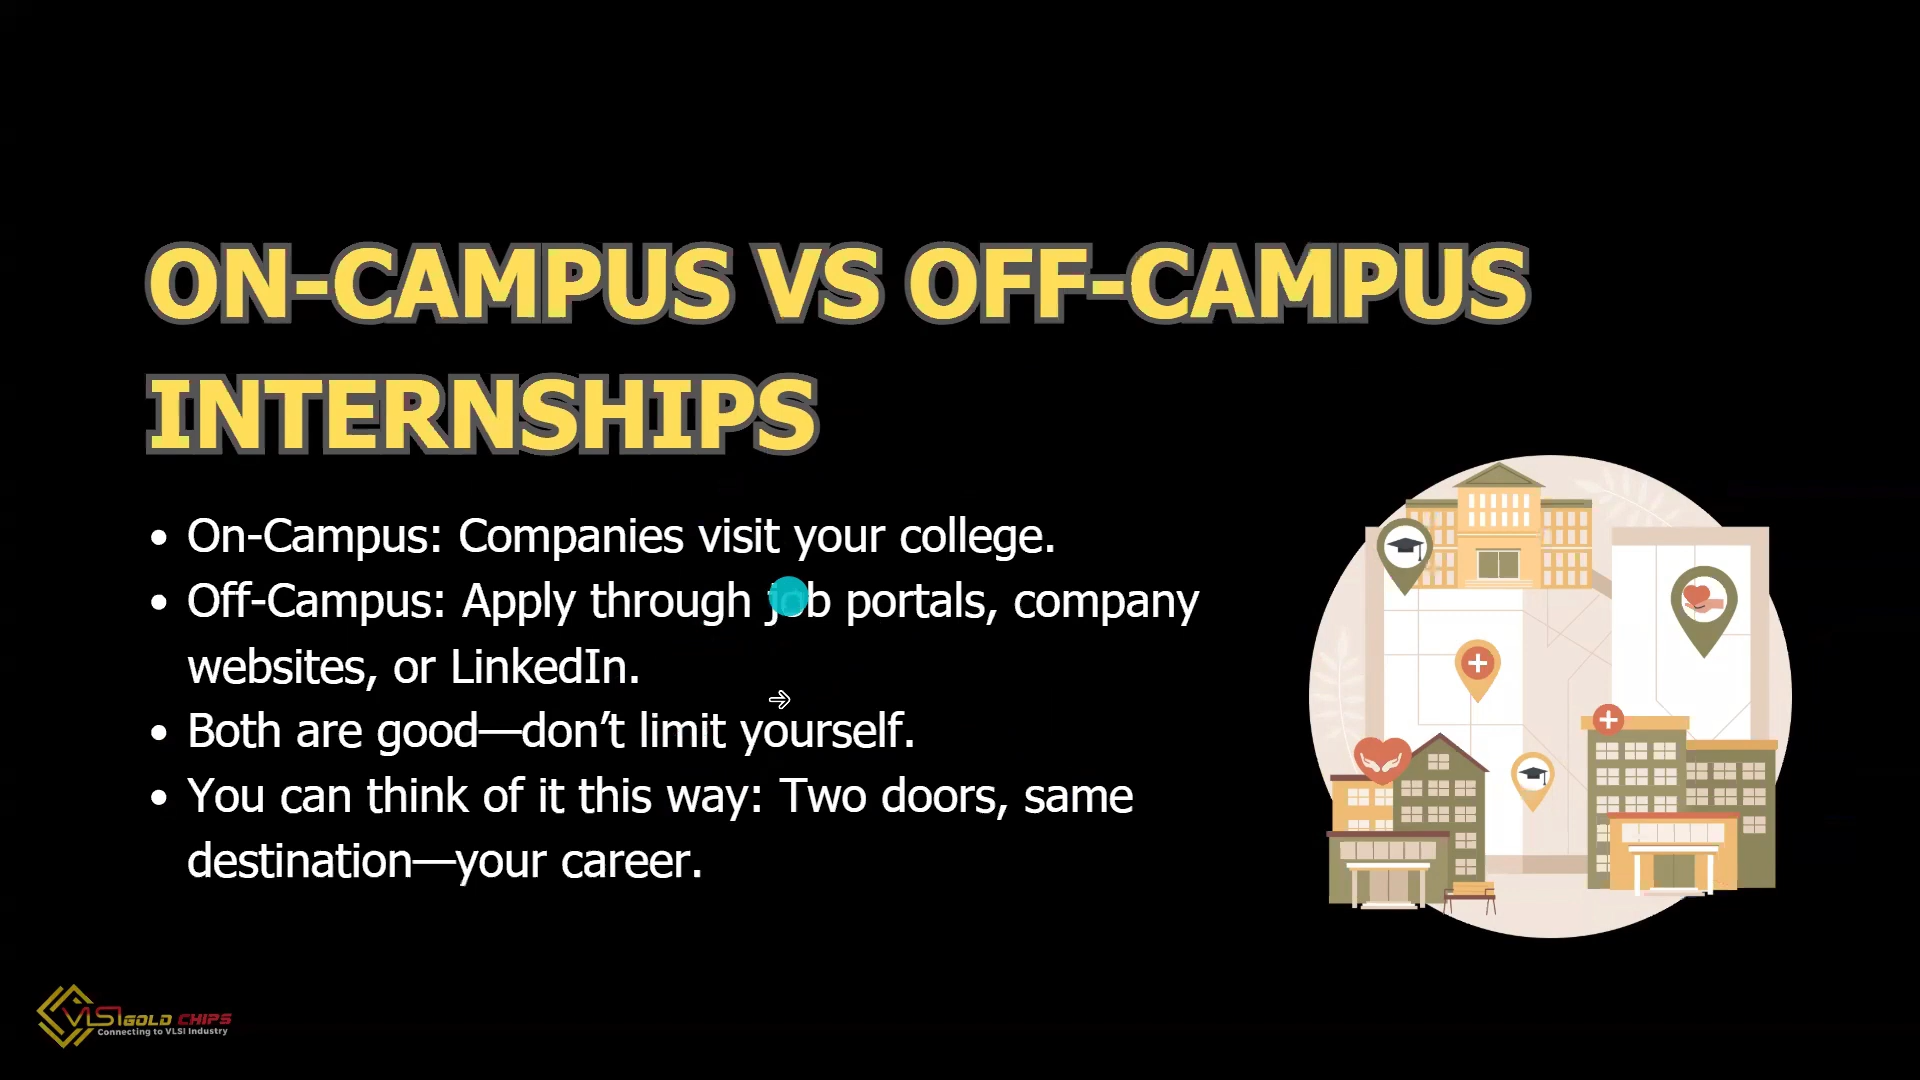 ON-CAMPUS VS OFF-CAMPUS
INTERNSHIPS
• On-Campus: Companies visit your college.
• Off-Campus: Apply through job portals, company
websites, or LinkedIn.
• Both are good—don’t limit yourself.
• You can think of it this way: Two doors, same
destination—your career.
VLSI GOLD CHIPS
Connecting to VLSI Industry